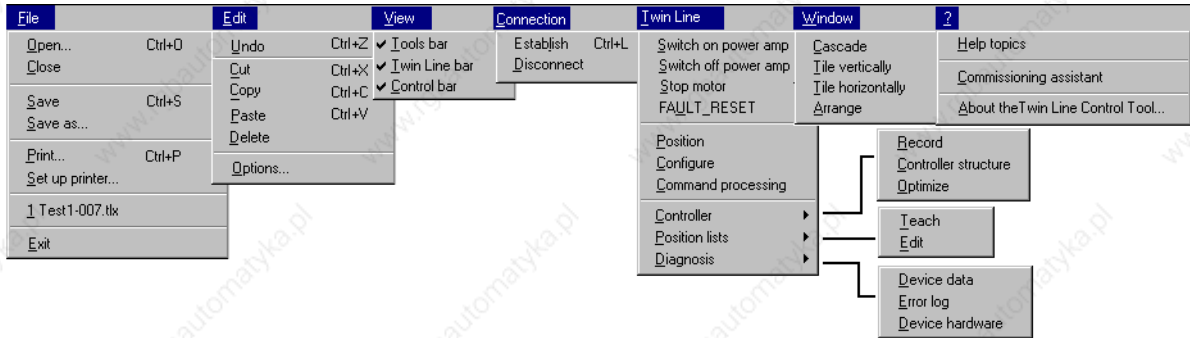 File
Open... Ctrl+O
Close
Save Ctrl+S
Save as...
Print... Ctrl+P
Set up printer...
1 Test1-007.tlx
Exit
Edit
Undo Ctrl+Z
Cut Ctrl+X
Copy Ctrl+C
Paste Ctrl+V
Delete
Options...
View
Tools bar
Twin Line bar
Control bar
Connection
Establish Ctrl+L
Disconnect
Twin Line
Switch on power amp
Switch off power amp
Stop motor
FAULT_RESET
Position
Configure
Command processing
Controller
Position lists
Diagnosis
Record
Controller structure
Optimize
Teach
Edit
Device data
Error log
Device hardware
Window
Cascade
Tile vertically
Tile horizontally
Arrange
?
Help topics
Commissioning assistant
About theTwin Line Control Tool...